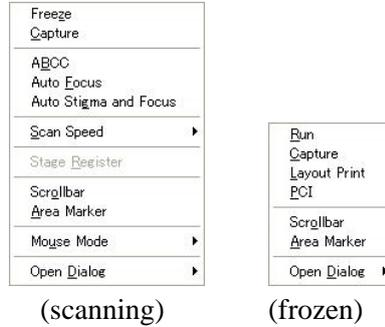 Freeze
Capture
ABCC
Auto Focus
Auto Stigma and Focus
Scan Speed
Stage Register
Scrollbar
Area Marker
Mouse Mode
Open Dialog
(scanning)
Run
Capture
Layout Print
PCI
Scrollbar
Area Marker
Open Dialog
(frozen)